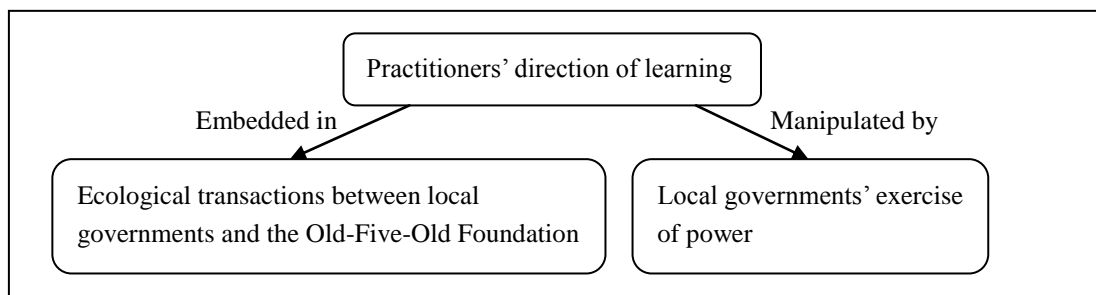 Practitioners’ direction of learning
Embedded in
Manipulated by
Ecological transactions between local
governments and the Old-Five-Old Foundation
Local governments’ exercise
of power